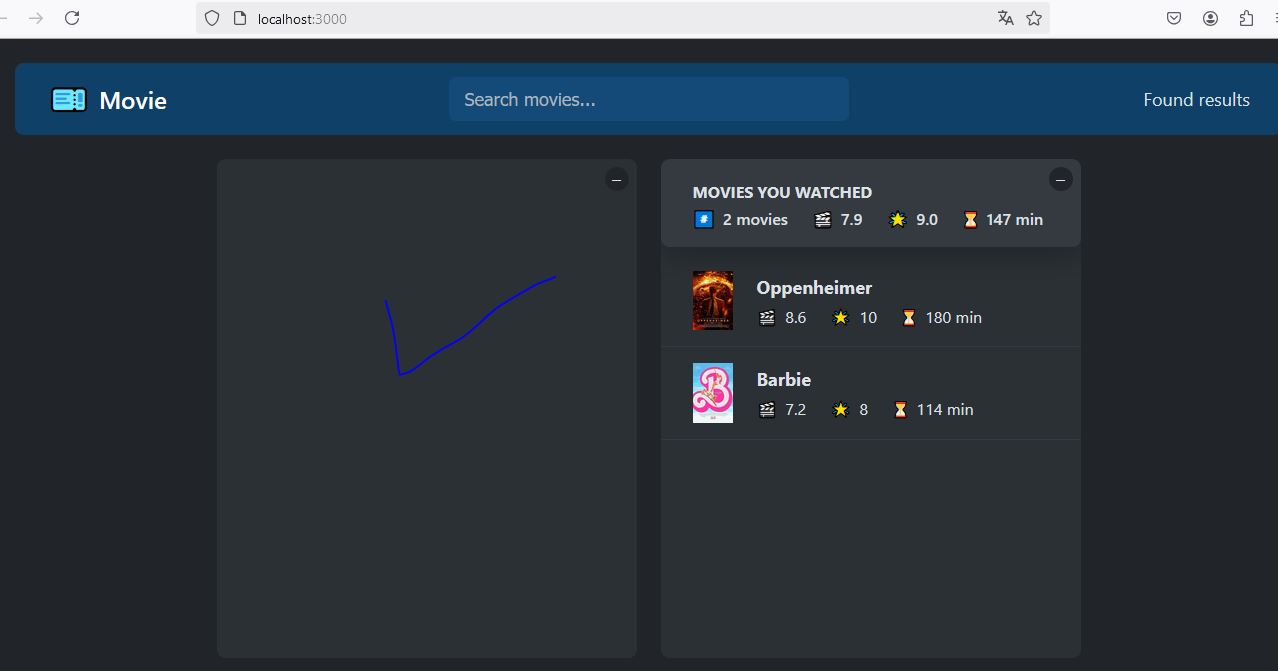 localhost:3000
Movie
Search movies...
Found results
MOVIES YOU WATCHED
2 movies 7.9 9.0 147 min
Oppenheimer
8.6 10 180 min
Barbie
7.2 8 114 min